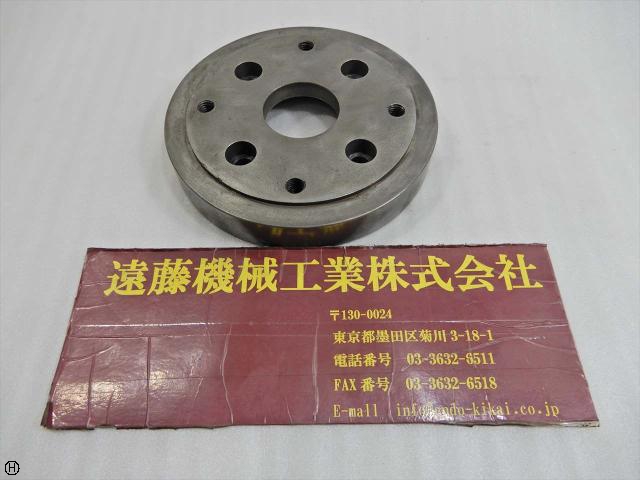 遠藤機械工業株式会社
〒130-0024
東京都墨田区菊川 3-18-1
電話番号 03-3632-6511
FAX 番号 03-3632-6518
E-mail info@endo-kikai.co.jp
H